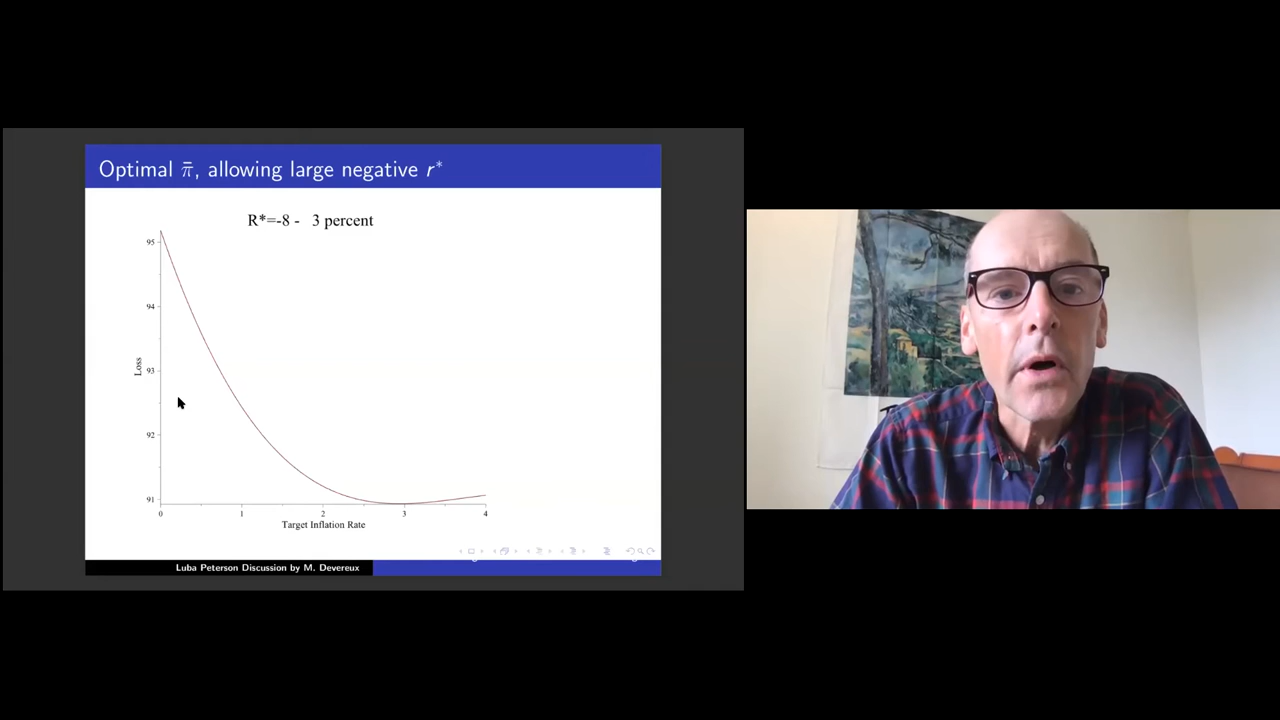 Optimal π̄, allowing large negative r*
R*=-8 - 3 percent
95
94
93
92
91
Loss
0 1 2 3 4
Target Inflation Rate
Luba Peterson Discussion by M. Devereux